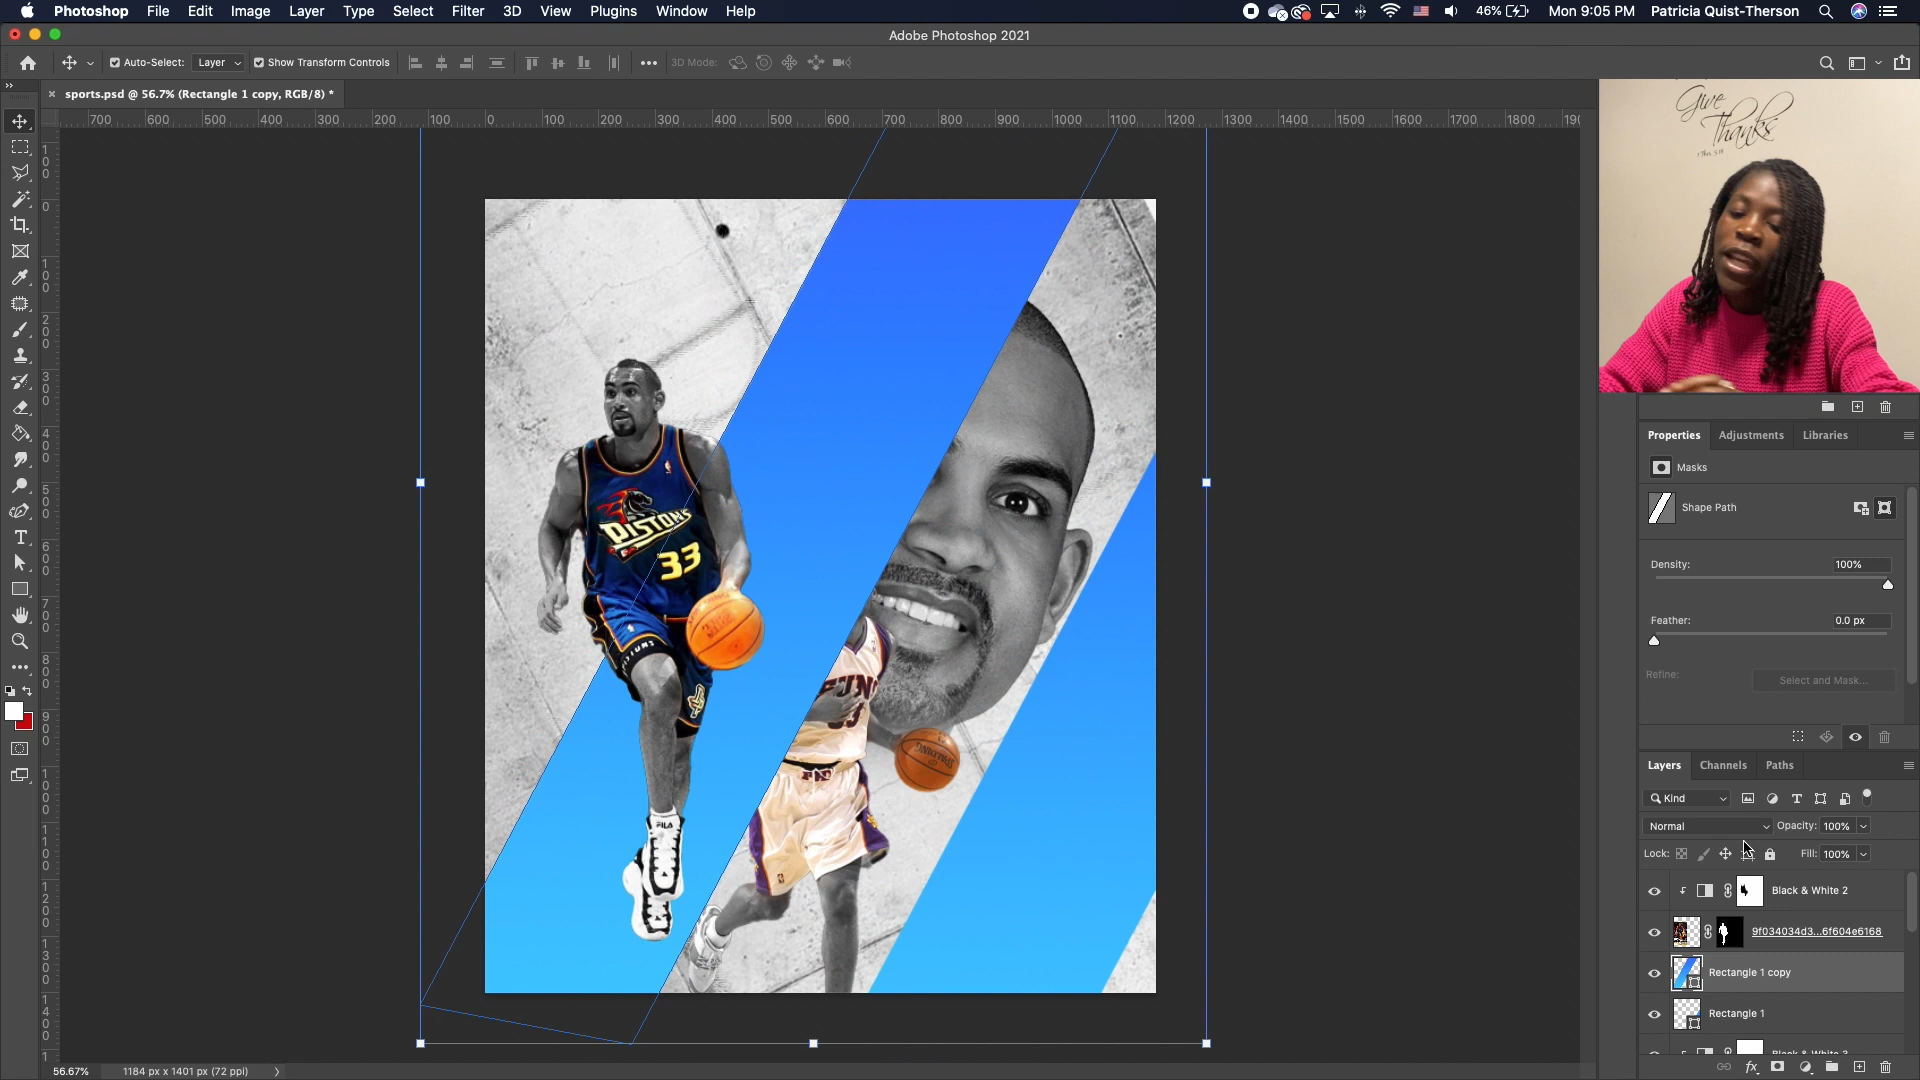 Photoshop File Edit Image Layer Type Select Filter 3D View Plugins Window Help 46% Mon 9:05 PM Patricia Quist-Therson
Adobe Photoshop 2021
Auto-Select: Layer Show Transform Controls 3D Mode:
sports.psd @ 56.7% (Rectangle 1 copy, RGB/8) *
700 600 500 400 300 200 100 0 100 200 300 400 500 600 700 800 900 1000 1100 1200 1300 1400 1500 1600 1700 1800 190
Give
Thanks
PISTONS
33
FILA
Properties Adjustments Libraries
Masks
Shape Path
Density: 100%
Feather: 0.0 px
Refine: Select and Mask...
Layers Channels Paths
Kind
Normal Opacity: 100%
Lock: Fill: 100%
Black & White 2
9f034034d3...6f604e6168
Rectangle 1 copy
Rectangle 1
56.67% 1184 px x 1401 px (72 ppi)